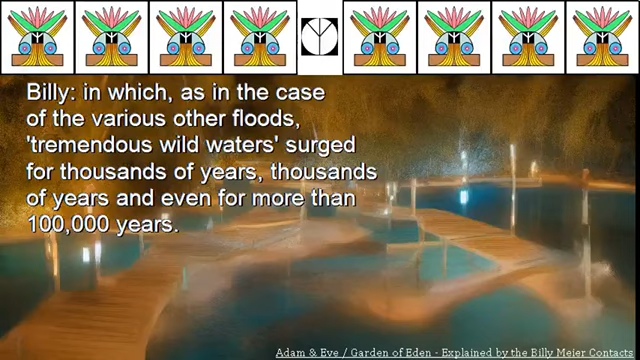 Billy: in which, as in the case
of the various other floods,
'tremendous wild waters' surged
for thousands of years, thousands
of years and even for more than
100,000 years.
Adam & Eve / Garden of Eden - Explained by the Billy Meier Contacts